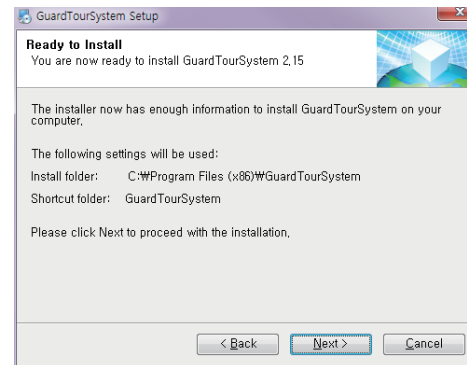 GuardTourSystem Setup
Ready to Install
You are now ready to install GuardTourSystem 2,15
The installer now has enough information to install GuardTourSystem on your
computer,
The following settings will be used:
Install folder: C:₩Program Files (x86)₩GuardTourSystem
Shortcut folder: GuardTourSystem
Please click Next to proceed with the installation,
< Back Next > Cancel